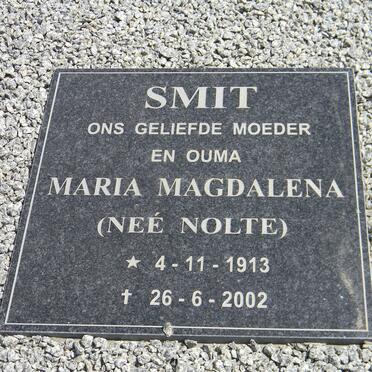 SMIT
ONS GELIEFDE MOEDER
EN OUMA
MARIA MAGDALENA
(NEÉ NOLTE)
★ 4 - 11 - 1913
✝ 26 - 6 - 2002